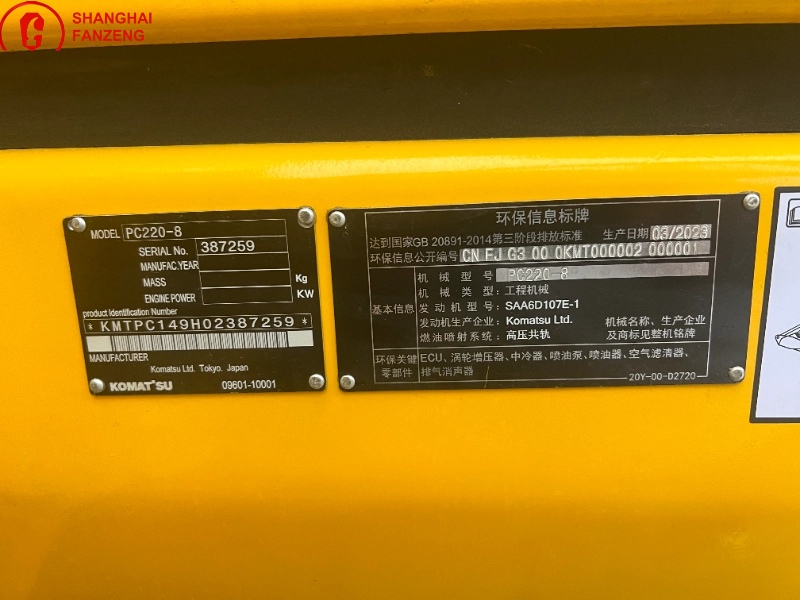 SHANGHAI
FANZENG
MODEL PC220-8
SERIAL No. 387259
MANUFAC.YEAR
MASS Kg
ENGINE POWER KW
product Identification Number
* KMTPC149H02387259 *
MANUFACTURER
Komatsu Ltd. Tokyo. Japan
KOMATSU 09601-10001
环保信息标牌
达到国家GB 20891-2014第三阶段排放标准 生产日期 03/2023
环保信息公开编号 CN FJ G3 00 0KMT000002 000001
机械型号 PC220-8
机械类型: 工程机械
基本信息 发动机型号: SAA6D107E-1
发动机生产企业: Komatsu Ltd. 机械名称、生产企业
燃油喷射系统: 高压共轨 及商标见整机铭牌
环保关键 ECU、涡轮增压器、中冷器、喷油泵、喷油器、空气滤清器、
零部件 排气消声器
20Y-00-D2720